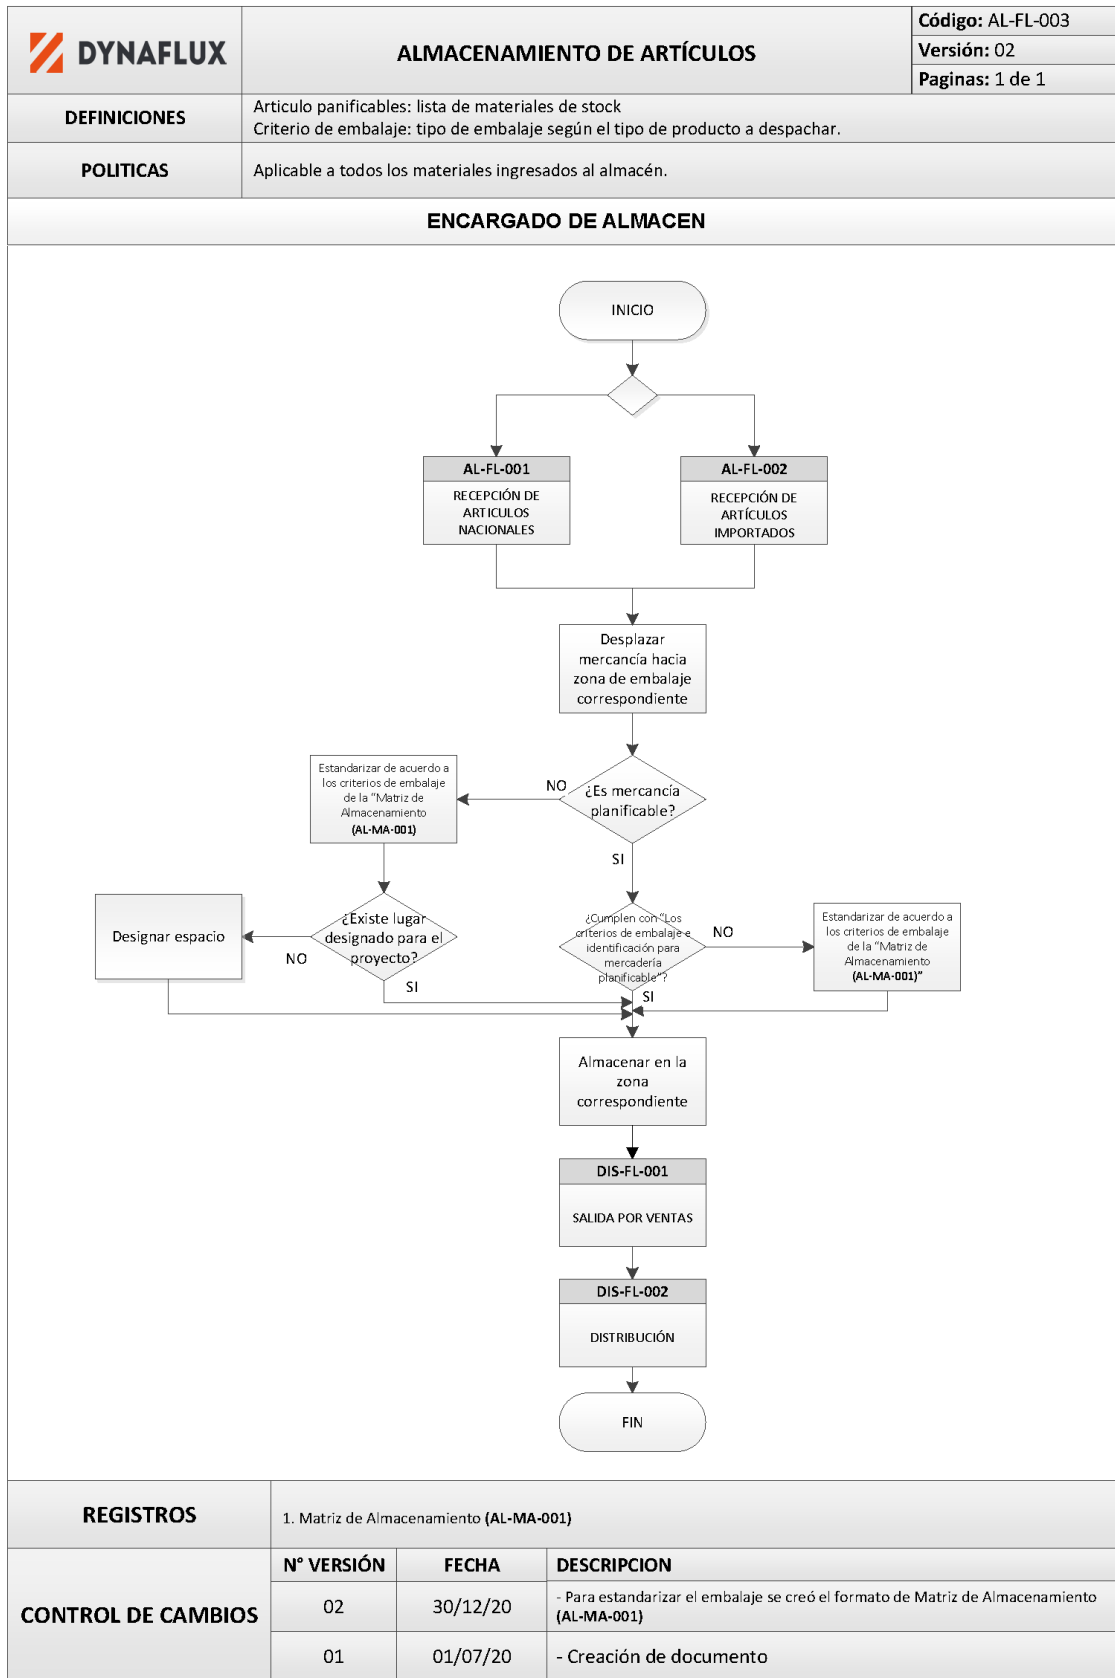 DYNAFLUX
ALMACENAMIENTO DE ARTÍCULOS
Código: AL-FL-003
Versión: 02
Paginas: 1 de 1
DEFINICIONES
Articulo panificables: lista de materiales de stock
Criterio de embalaje: tipo de embalaje según el tipo de producto a despachar.
POLITICAS
Aplicable a todos los materiales ingresados al almacén.
ENCARGADO DE ALMACEN
INICIO
AL-FL-001
RECEPCIÓN DE
ARTICULOS
NACIONALES
AL-FL-002
RECEPCIÓN DE
ARTÍCULOS
IMPORTADOS
Desplazar
mercancía hacia
zona de embalaje
correspondiente
¿Es mercancía
planificable?
NO
SI
Estandarizar de acuerdo a
los criterios de embalaje
de la “Matriz de
Almacenamiento
(AL-MA-001)
¿Existe lugar
designado para el
proyecto?
NO
SI
Designar espacio
¿Cumplen con “Los
criterios de embalaje e
identificación para
mercadería
planificable”?
NO
SI
Estandarizar de acuerdo a
los criterios de embalaje
de la “Matriz de
Almacenamiento
(AL-MA-001)”
Almacenar en la
zona
correspondiente
DIS-FL-001
SALIDA POR VENTAS
DIS-FL-002
DISTRIBUCIÓN
FIN
REGISTROS
1. Matriz de Almacenamiento (AL-MA-001)
CONTROL DE CAMBIOS
N° VERSIÓN FECHA DESCRIPCION
02 30/12/20 - Para estandarizar el embalaje se creó el formato de Matriz de Almacenamiento
(AL-MA-001)
01 01/07/20 - Creación de documento